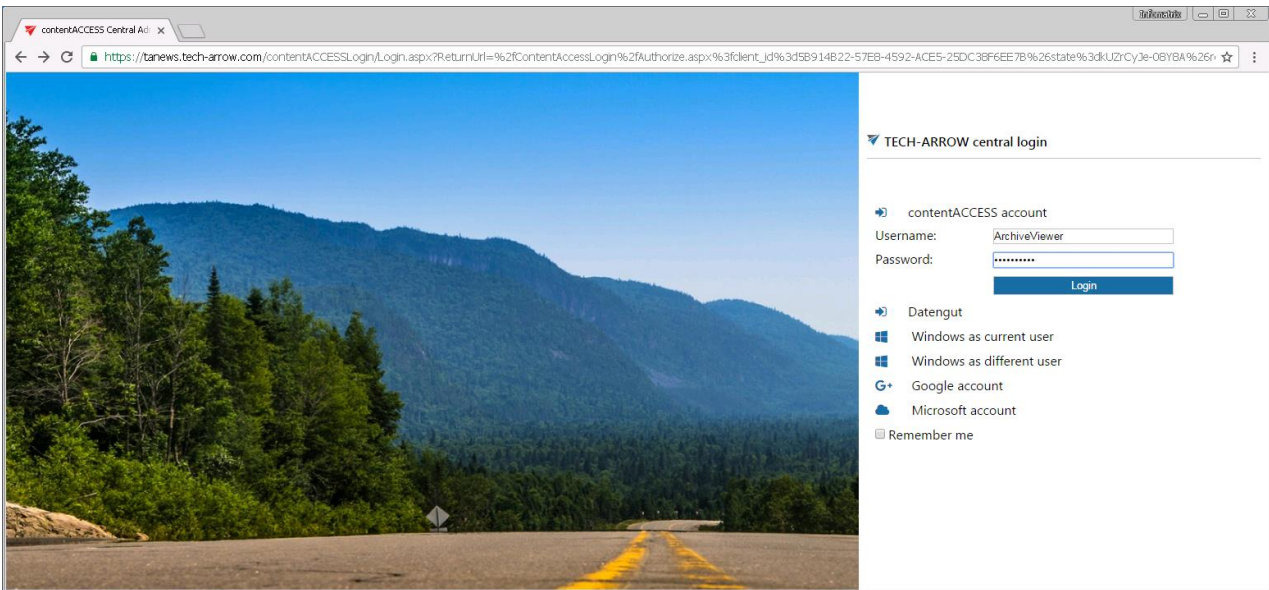 Infomatrix
contentACCESS Central Ad
https://tanews.tech-arrow.com/contentACCESSLogin/Login.aspx?ReturnUrl=%2fContentAccessLogin%2fAuthorize.aspx%3fclient_id%3d5B914B22-57E8-4592-ACE5-25DC38F6EE7B%26state%3dkUZrCyJe-08Y8A%26r
TECH-ARROW central login
contentACCESS account
Username: ArchiveViewer
Password: ••••••••••
Login
Datengut
Windows as current user
Windows as different user
G+ Google account
Microsoft account
Remember me